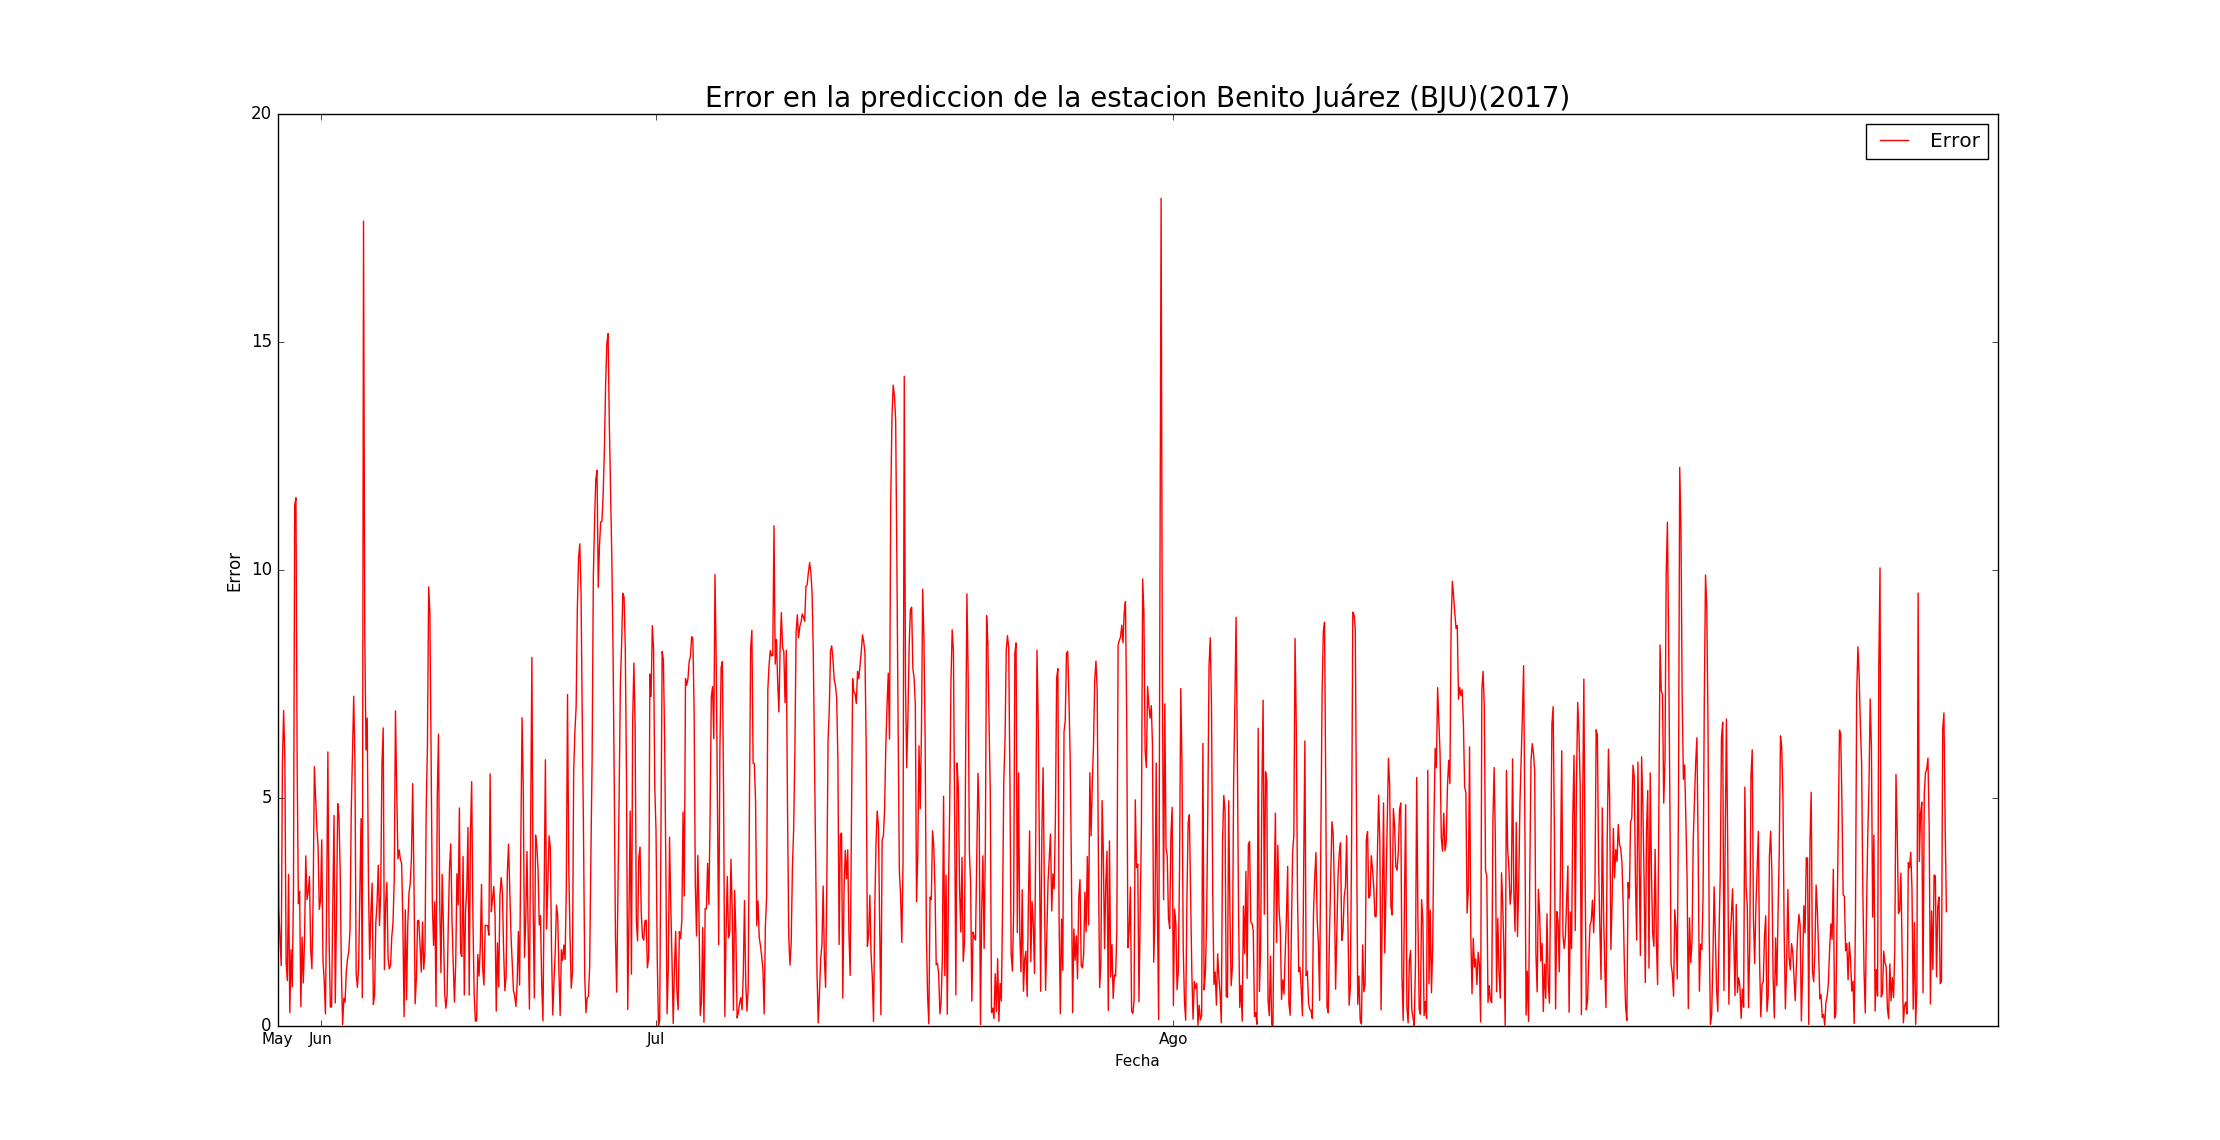 Error en la prediccion de la estacion Benito Juárez (BJU)(2017)
Error
20
15
10
5
0
Error
May Jun Jul Ago
Fecha